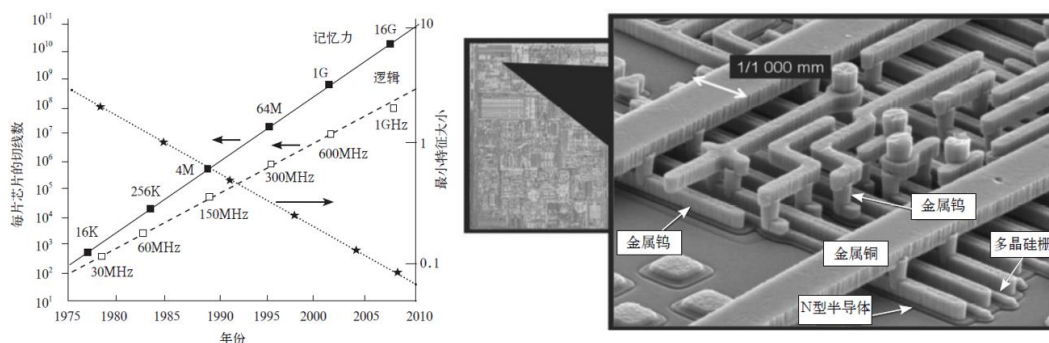 每片芯片的切线数
10¹¹
10¹⁰
10⁹
10⁸
10⁷
10⁶
10⁵
10⁴
10³
10²
10¹
1975
1980
1985
1990
1995
2000
2005
2010
年份
10
1
0.1
最小特征大小
记忆力
逻辑
16K
256K
4M
64M
1G
16G
30MHz
60MHz
150MHz
300MHz
600MHz
1GHz
1/1 000 mm
金属钨
金属钨
金属铜
多晶硅栅
N型半导体